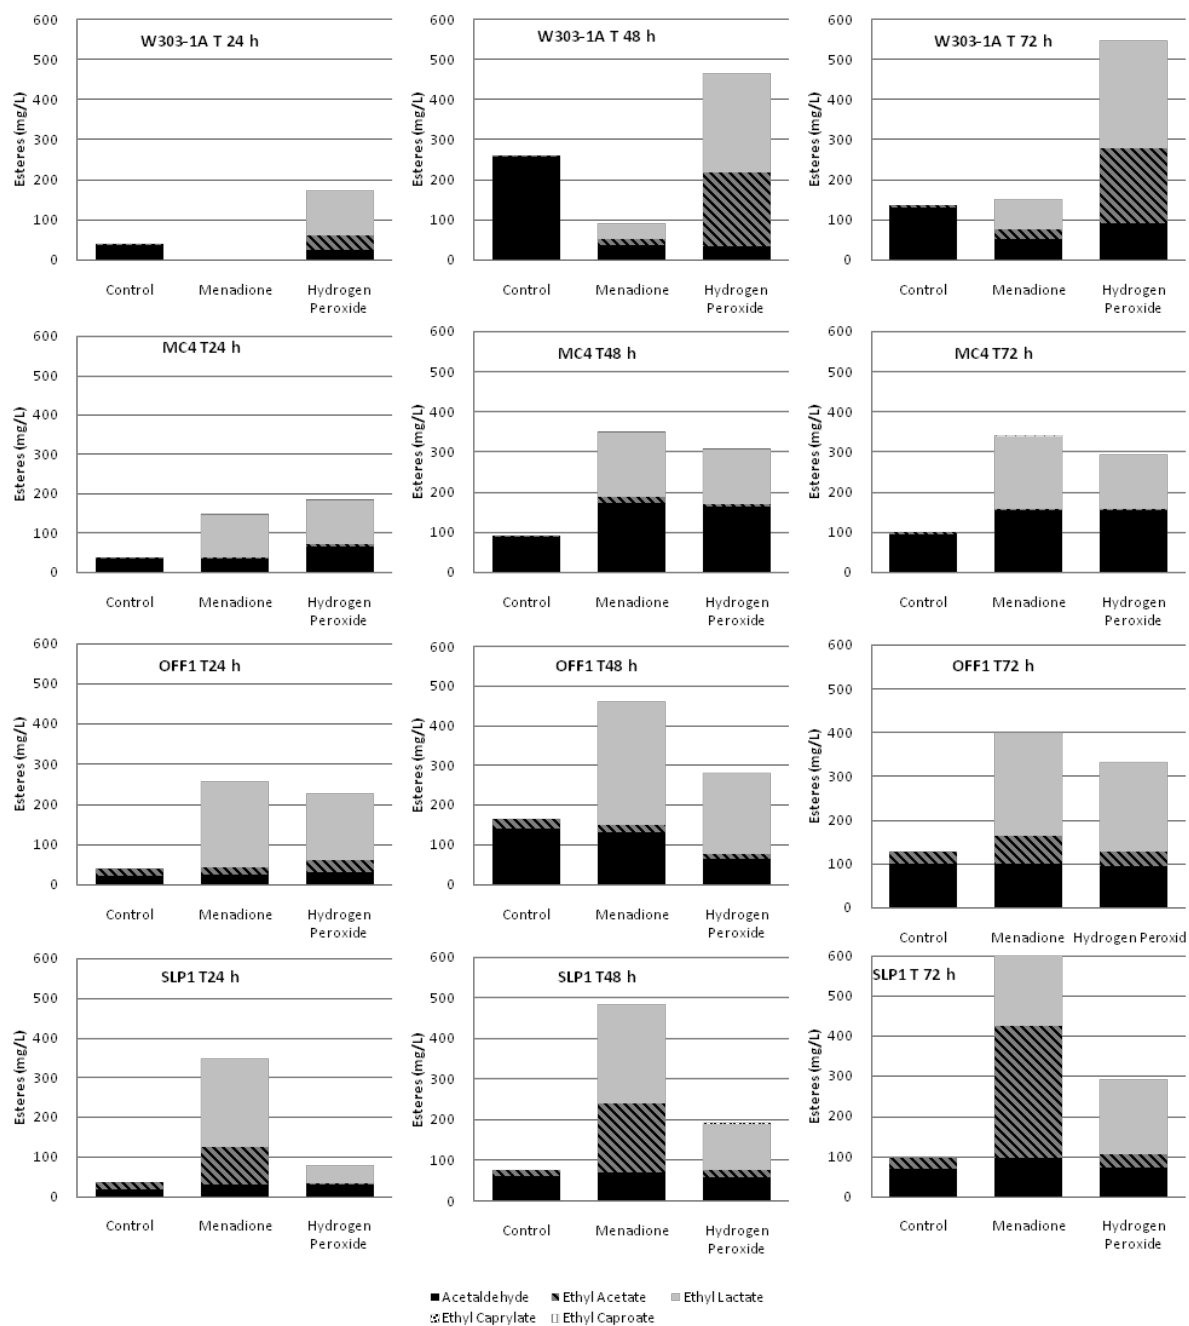 W303-1A T 24 h
Esteres (mg/L)
600
500
400
300
200
100
0
Control Menadione Hydrogen
Peroxide
W303-1A T 48 h
Esteres (mg/L)
600
500
400
300
200
100
0
Control Menadione Hydrogen
Peroxide
W303-1A T 72 h
Esteres (mg/L)
600
500
400
300
200
100
0
Control Menadione Hydrogen
Peroxide
MC4 T24 h
Esteres (mg/L)
600
500
400
300
200
100
0
Control Menadione Hydrogen
Peroxide
MC4 T48 h
Esteres (mg/L)
600
500
400
300
200
100
0
Control Menadione Hydrogen
Peroxide
MC4 T72 h
Esteres (mg/L)
600
500
400
300
200
100
0
Control Menadione Hydrogen
Peroxide
OFF1 T24 h
Esteres (mg/L)
600
500
400
300
200
100
0
Control Menadione Hydrogen
Peroxide
OFF1 T48 h
Esteres (mg/L)
600
500
400
300
200
100
0
Control Menadione Hydrogen
Peroxide
OFF1 T72 h
Esteres (mg/L)
600
500
400
300
200
100
0
Control Menadione Hydrogen Peroxid
SLP1 T24 h
Esteres (mg/L)
600
500
400
300
200
100
0
Control Menadione Hydrogen
Peroxide
SLP1 T48 h
Esteres (mg/L)
600
500
400
300
200
100
0
Control Menadione Hydrogen
Peroxide
SLP1 T 72 h
Esteres (mg/L)
600
500
400
300
200
100
0
Control Menadione Hydrogen
Peroxide
Acetaldehyde Ethyl Acetate Ethyl Lactate
Ethyl Caprylate Ethyl Caproate